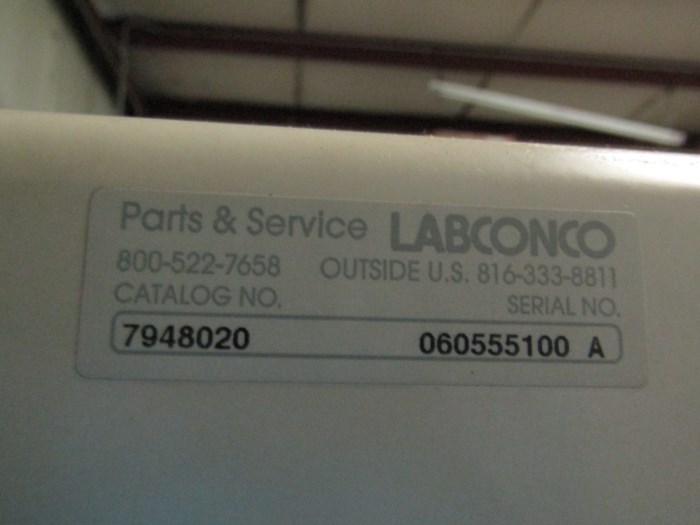 Parts & Service LABCONCO
800-522-7658 OUTSIDE U.S. 816-333-8811
CATALOG NO. SERIAL NO.
7948020 060555100 A